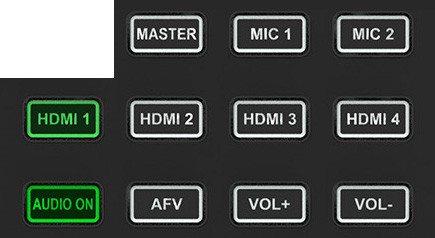 MASTER MIC 1 MIC 2
HDMI 1 HDMI 2 HDMI 3 HDMI 4
AUDIO ON AFV VOL+ VOL-